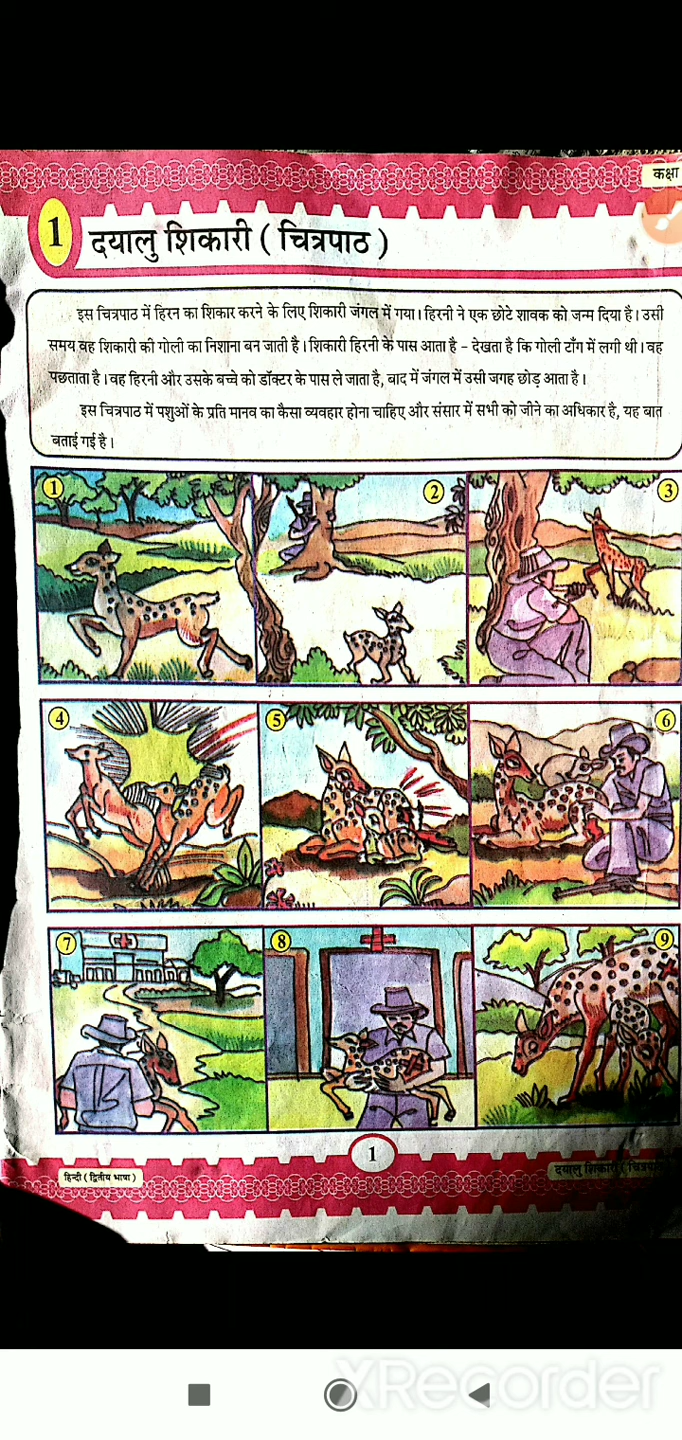 कक्षा
1 दयालु शिकारी ( चित्रपाठ )
इस चित्रपाठ में हिरन का शिकार करने के लिए शिकारी जंगल में गया। हिरनी ने एक छोटे शावक को जन्म दिया है। उसी
समय वह शिकारी की गोली का निशाना बन जाती है। शिकारी हिरनी के पास आता है - देखता है कि गोली टाँग में लगी थी। वह
पछताता है। वह हिरनी और उसके बच्चे को डॉक्टर के पास ले जाता है, बाद में जंगल में उसी जगह छोड़ आता है।
इस चित्रपाठ में पशुओं के प्रति मानव का कैसा व्यवहार होना चाहिए और संसार में सभी को जीने का अधिकार है, यह बात
बताई गई है।
1
2
3
4
5
6
7
8
9
1
हिन्दी ( द्वितीय भाषा )
दयालु शिकारी
XRecorder